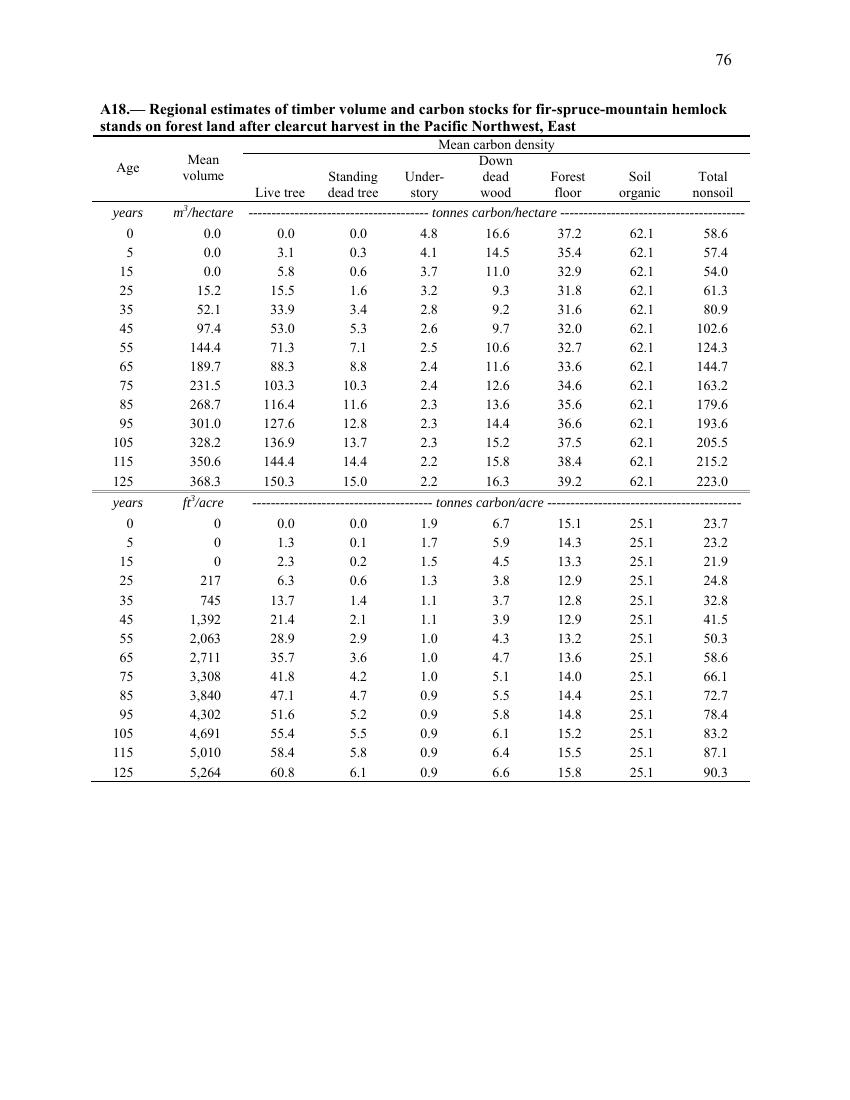 76
A18.— Regional estimates of timber volume and carbon stocks for fir-spruce-mountain hemlock
stands on forest land after clearcut harvest in the Pacific Northwest, East
Mean carbon density
Age Mean volume Live tree Standing dead tree Under-story Down dead wood Forest floor Soil organic Total nonsoil
years m³/hectare --------------------------------------- tonnes carbon/hectare ----------------------------------------
0 0.0 0.0 0.0 4.8 16.6 37.2 62.1 58.6
5 0.0 3.1 0.3 4.1 14.5 35.4 62.1 57.4
15 0.0 5.8 0.6 3.7 11.0 32.9 62.1 54.0
25 15.2 15.5 1.6 3.2 9.3 31.8 62.1 61.3
35 52.1 33.9 3.4 2.8 9.2 31.6 62.1 80.9
45 97.4 53.0 5.3 2.6 9.7 32.0 62.1 102.6
55 144.4 71.3 7.1 2.5 10.6 32.7 62.1 124.3
65 189.7 88.3 8.8 2.4 11.6 33.6 62.1 144.7
75 231.5 103.3 10.3 2.4 12.6 34.6 62.1 163.2
85 268.7 116.4 11.6 2.3 13.6 35.6 62.1 179.6
95 301.0 127.6 12.8 2.3 14.4 36.6 62.1 193.6
105 328.2 136.9 13.7 2.3 15.2 37.5 62.1 205.5
115 350.6 144.4 14.4 2.2 15.8 38.4 62.1 215.2
125 368.3 150.3 15.0 2.2 16.3 39.2 62.1 223.0
years ft³/acre --------------------------------------- tonnes carbon/acre ------------------------------------------
0 0 0.0 0.0 1.9 6.7 15.1 25.1 23.7
5 0 1.3 0.1 1.7 5.9 14.3 25.1 23.2
15 0 2.3 0.2 1.5 4.5 13.3 25.1 21.9
25 217 6.3 0.6 1.3 3.8 12.9 25.1 24.8
35 745 13.7 1.4 1.1 3.7 12.8 25.1 32.8
45 1,392 21.4 2.1 1.1 3.9 12.9 25.1 41.5
55 2,063 28.9 2.9 1.0 4.3 13.2 25.1 50.3
65 2,711 35.7 3.6 1.0 4.7 13.6 25.1 58.6
75 3,308 41.8 4.2 1.0 5.1 14.0 25.1 66.1
85 3,840 47.1 4.7 0.9 5.5 14.4 25.1 72.7
95 4,302 51.6 5.2 0.9 5.8 14.8 25.1 78.4
105 4,691 55.4 5.5 0.9 6.1 15.2 25.1 83.2
115 5,010 58.4 5.8 0.9 6.4 15.5 25.1 87.1
125 5,264 60.8 6.1 0.9 6.6 15.8 25.1 90.3